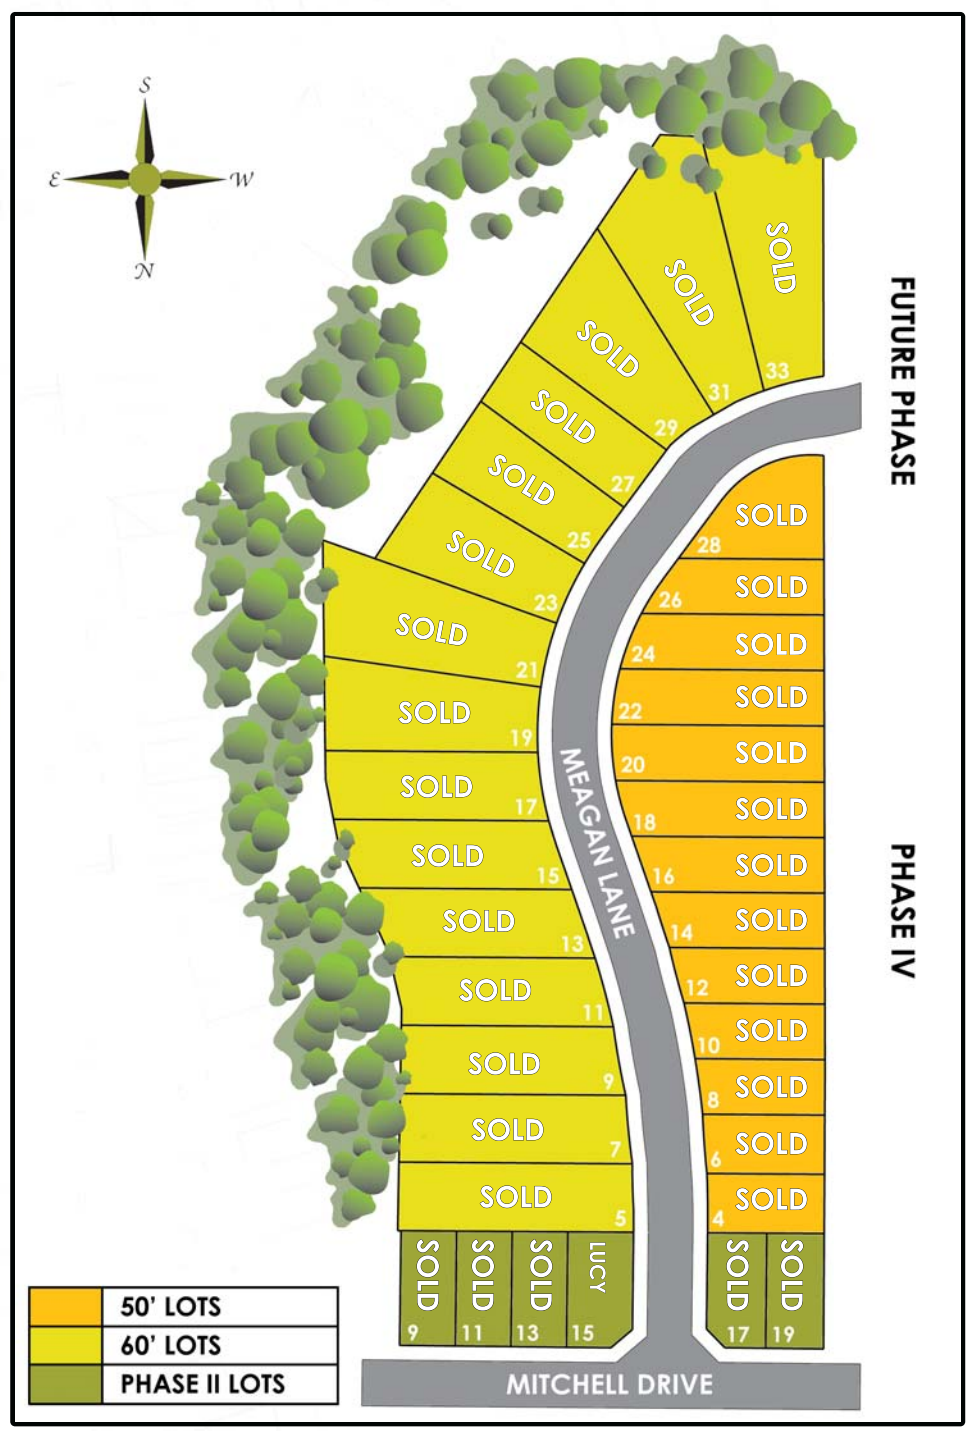 S
E
W
N
SOLD
33
SOLD
31
SOLD
29
SOLD
27
SOLD
25
SOLD
23
SOLD
21
SOLD
19
SOLD
17
SOLD
15
SOLD
13
SOLD
11
SOLD
9
SOLD
7
SOLD
5
FUTURE PHASE
SOLD
28
SOLD
26
SOLD
24
SOLD
22
SOLD
20
SOLD
18
SOLD
16
SOLD
14
SOLD
12
SOLD
10
SOLD
8
SOLD
6
SOLD
4
MEAGAN LANE
PHASE IV
SOLD
9
SOLD
11
SOLD
13
LUCY
15
SOLD
17
SOLD
19
50' LOTS
60' LOTS
PHASE II LOTS
MITCHELL DRIVE